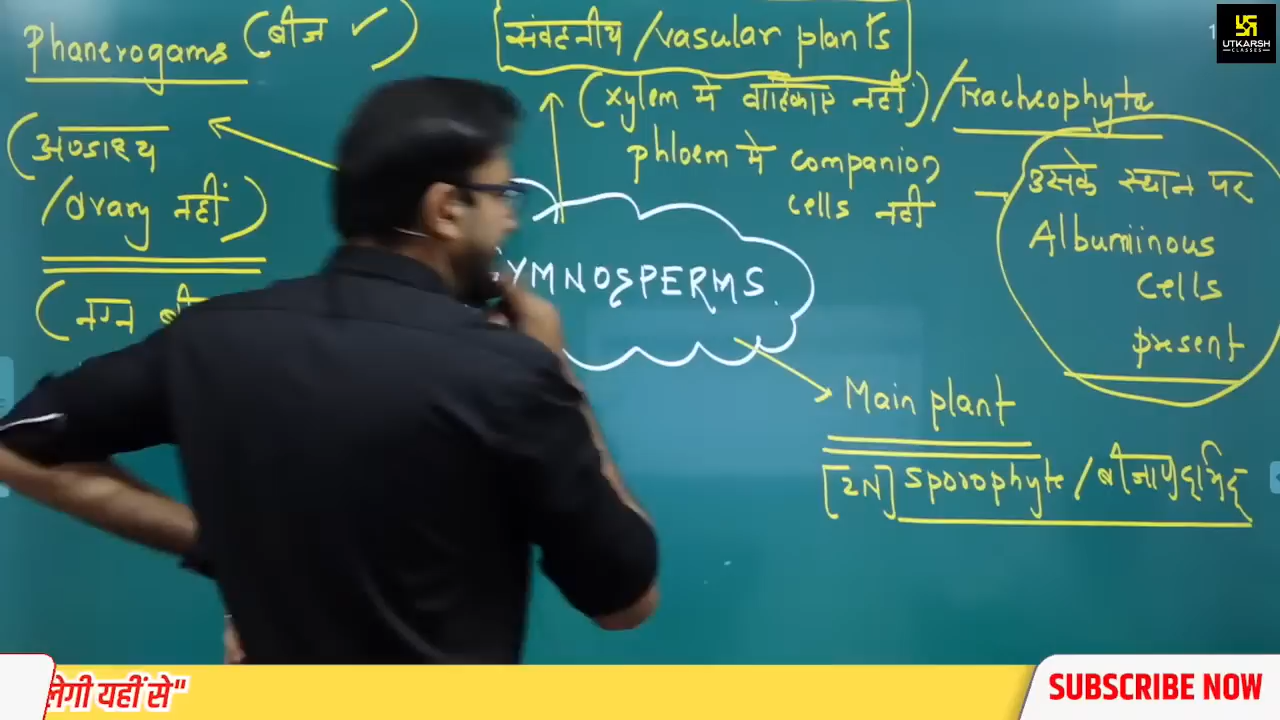 Phanerogams (बीज ✓)
(अण्डाशय
/Ovary नहीं)
(नग्न
संवहनीय /vasular plants
(xylem में वाहिकाए नहीं) /Tracheophyte
phloem में companion
cells नहीं
उसके स्थान पर
Albuminous
cells
present
YMNOSPERMS.
Main plant
[2N] sporophyte / बीजाणुद्भिद्
UTKARSH
CLASSES
लेगी यहीं से"
SUBSCRIBE NOW